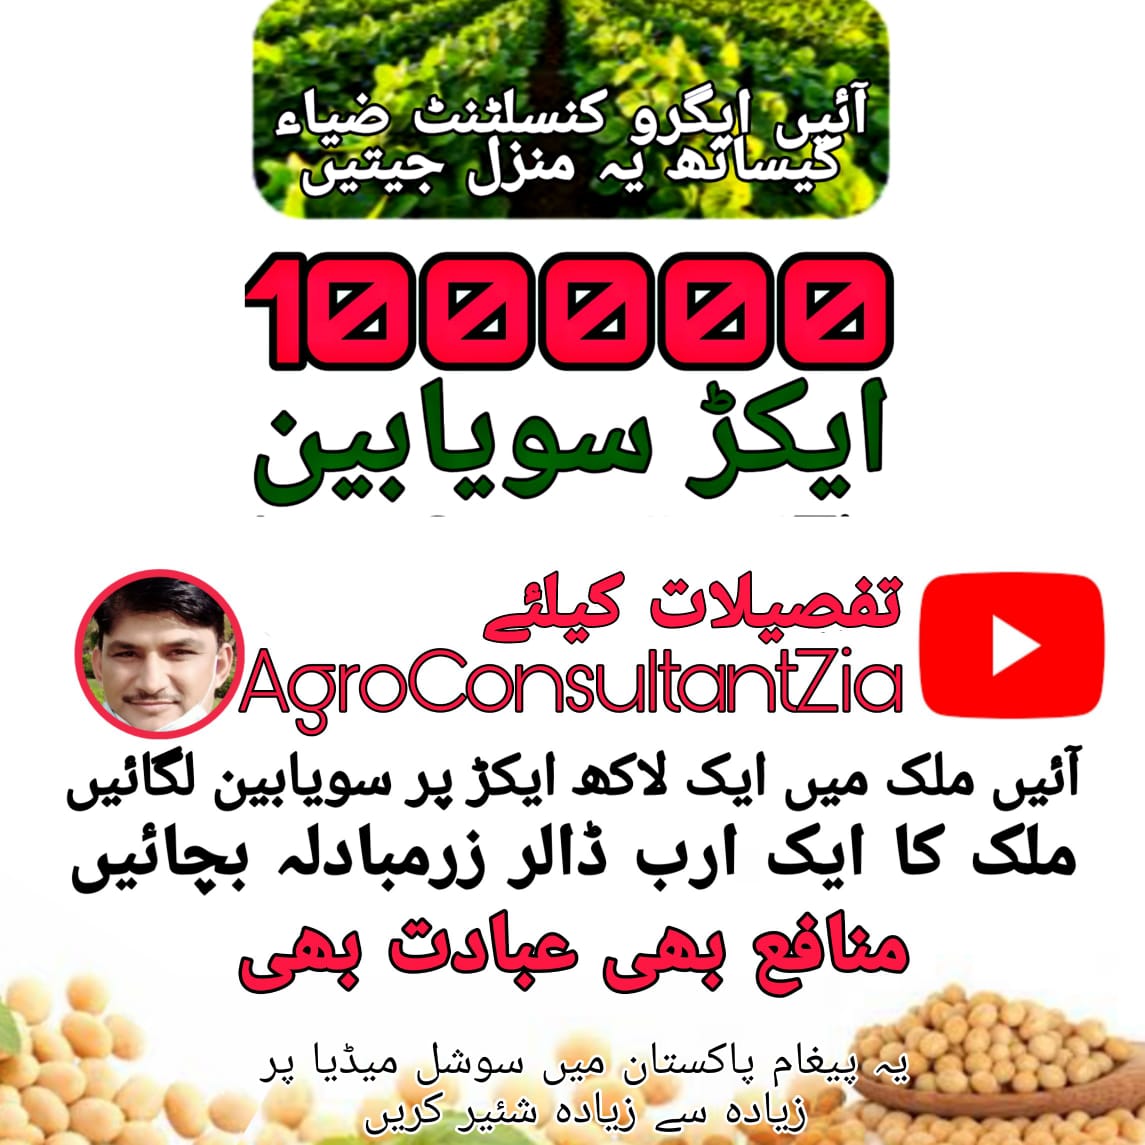 آئیں ایگرو کنسلٹنٹ ضیاء
کیساتھ یہ منزل جیتیں
100000
ایکڑ سویابین
تفصیلات کیلئے
AgroConsultantZia
آئیں ملک میں ایک لاکھ ایکڑ پر سویابین لگائیں
ملک کا ایک ارب ڈالر زرمبادلہ بچائیں
منافع بھی عبادت بھی
یہ پیغام پاکستان میں سوشل میڈیا پر
زیادہ سے زیادہ شئیر کریں